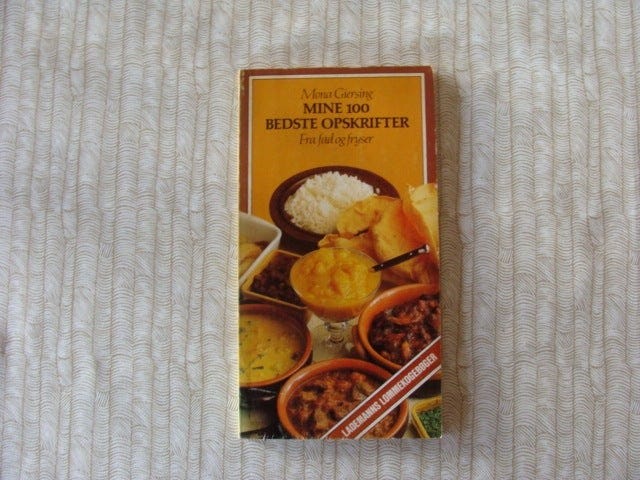 Mona Giersing
MINE 100
BEDSTE OPSKRIFTER
Fra fad og fryser
LADEMANNS LOMMEKOGEBØGER